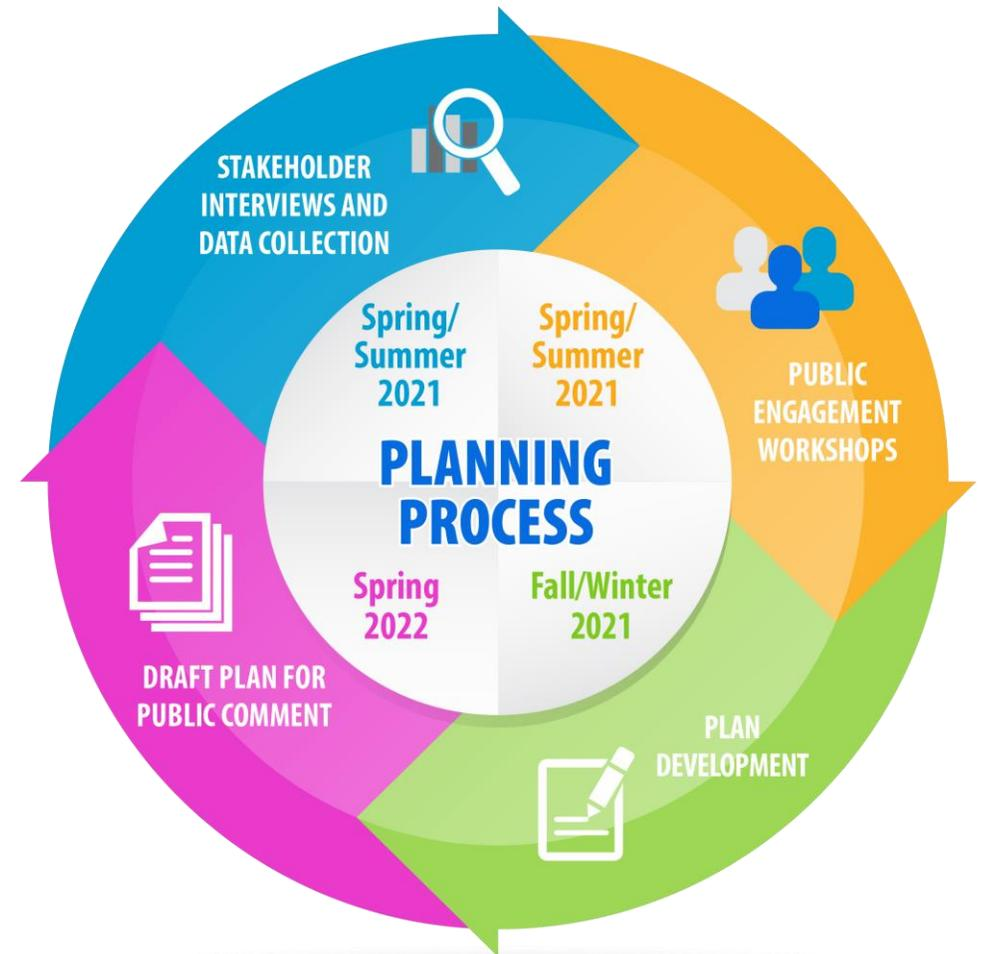 STAKEHOLDER
INTERVIEWS AND
DATA COLLECTION
PUBLIC
ENGAGEMENT
WORKSHOPS
PLAN
DEVELOPMENT
DRAFT PLAN FOR
PUBLIC COMMENT
Spring/
Summer
2021
Spring/
Summer
2021
PLANNING
PROCESS
Spring
2022
Fall/Winter
2021